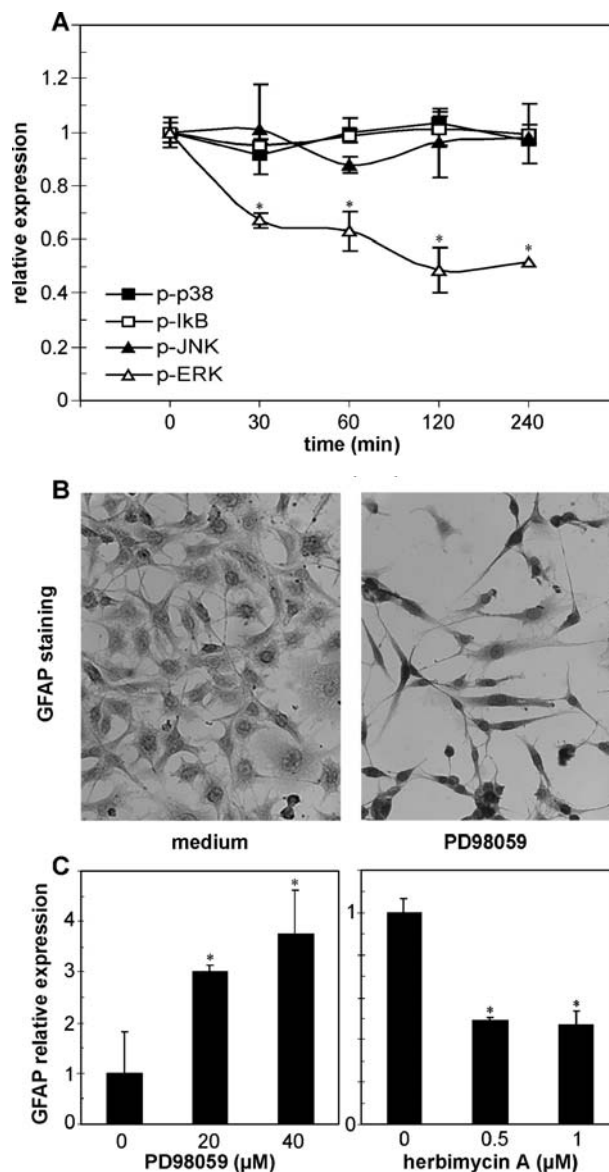 A
1.2
1
0.8
0.6
0.4
0.2
0
relative expression
* * * *
p-p38
p-IkB
p-JNK
p-ERK
0 30 60 120 240
time (min)
B
GFAP staining
medium PD98059
C
GFAP relative expression
4
3
2
1
0
* *
0 20 40
PD98059 (µM)
1
0
* *
0 0.5 1
herbimycin A (µM)